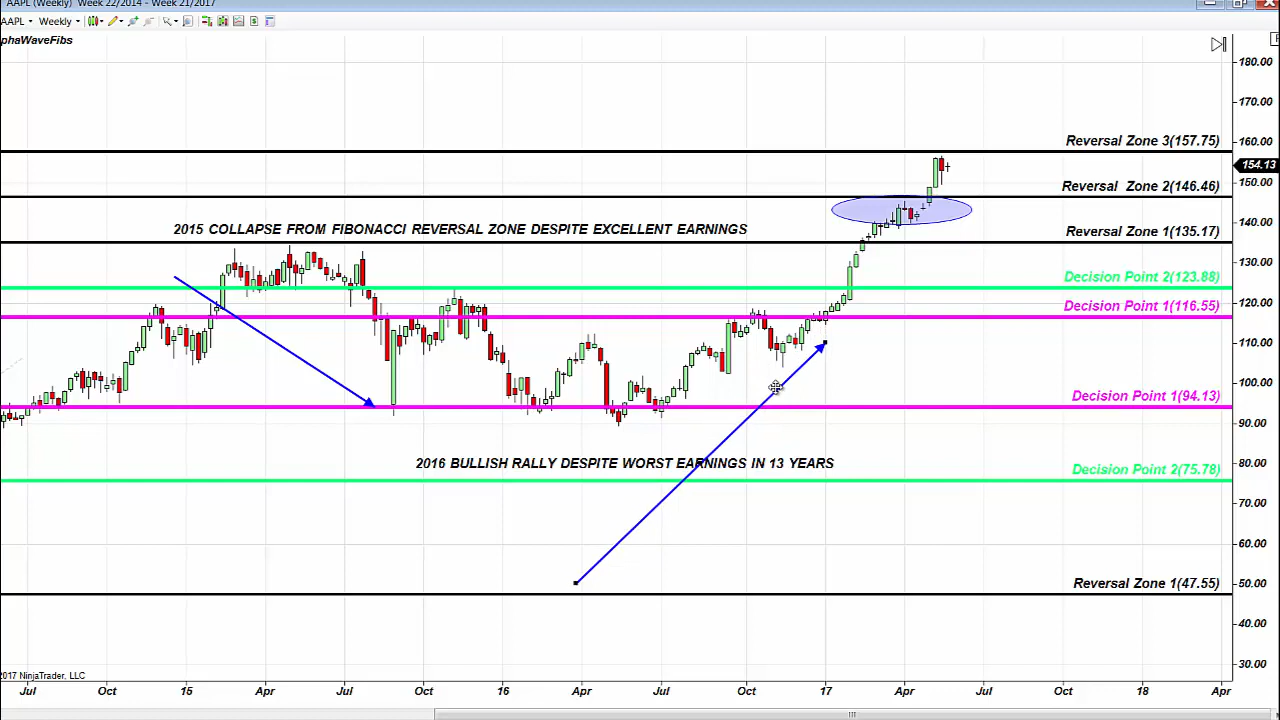 AAPL (Weekly) Week 22/2014 - Week 21/2017
AAPL Weekly
phaWaveFibs
180.00
170.00
Reversal Zone 3(157.75)
160.00
154.13
Reversal Zone 2(146.46)
150.00
140.00
2015 COLLAPSE FROM FIBONACCI REVERSAL ZONE DESPITE EXCELLENT EARNINGS
Reversal Zone 1(135.17)
130.00
Decision Point 2(123.88)
120.00
Decision Point 1(116.55)
110.00
100.00
Decision Point 1(94.13)
90.00
2016 BULLISH RALLY DESPITE WORST EARNINGS IN 13 YEARS
80.00
Decision Point 2(75.78)
70.00
60.00
Reversal Zone 1(47.55)
50.00
40.00
30.00
2017 NinjaTrader, LLC
Jul Oct 15 Apr Jul Oct 16 Apr Jul Oct 17 Apr Jul Oct 18 Apr